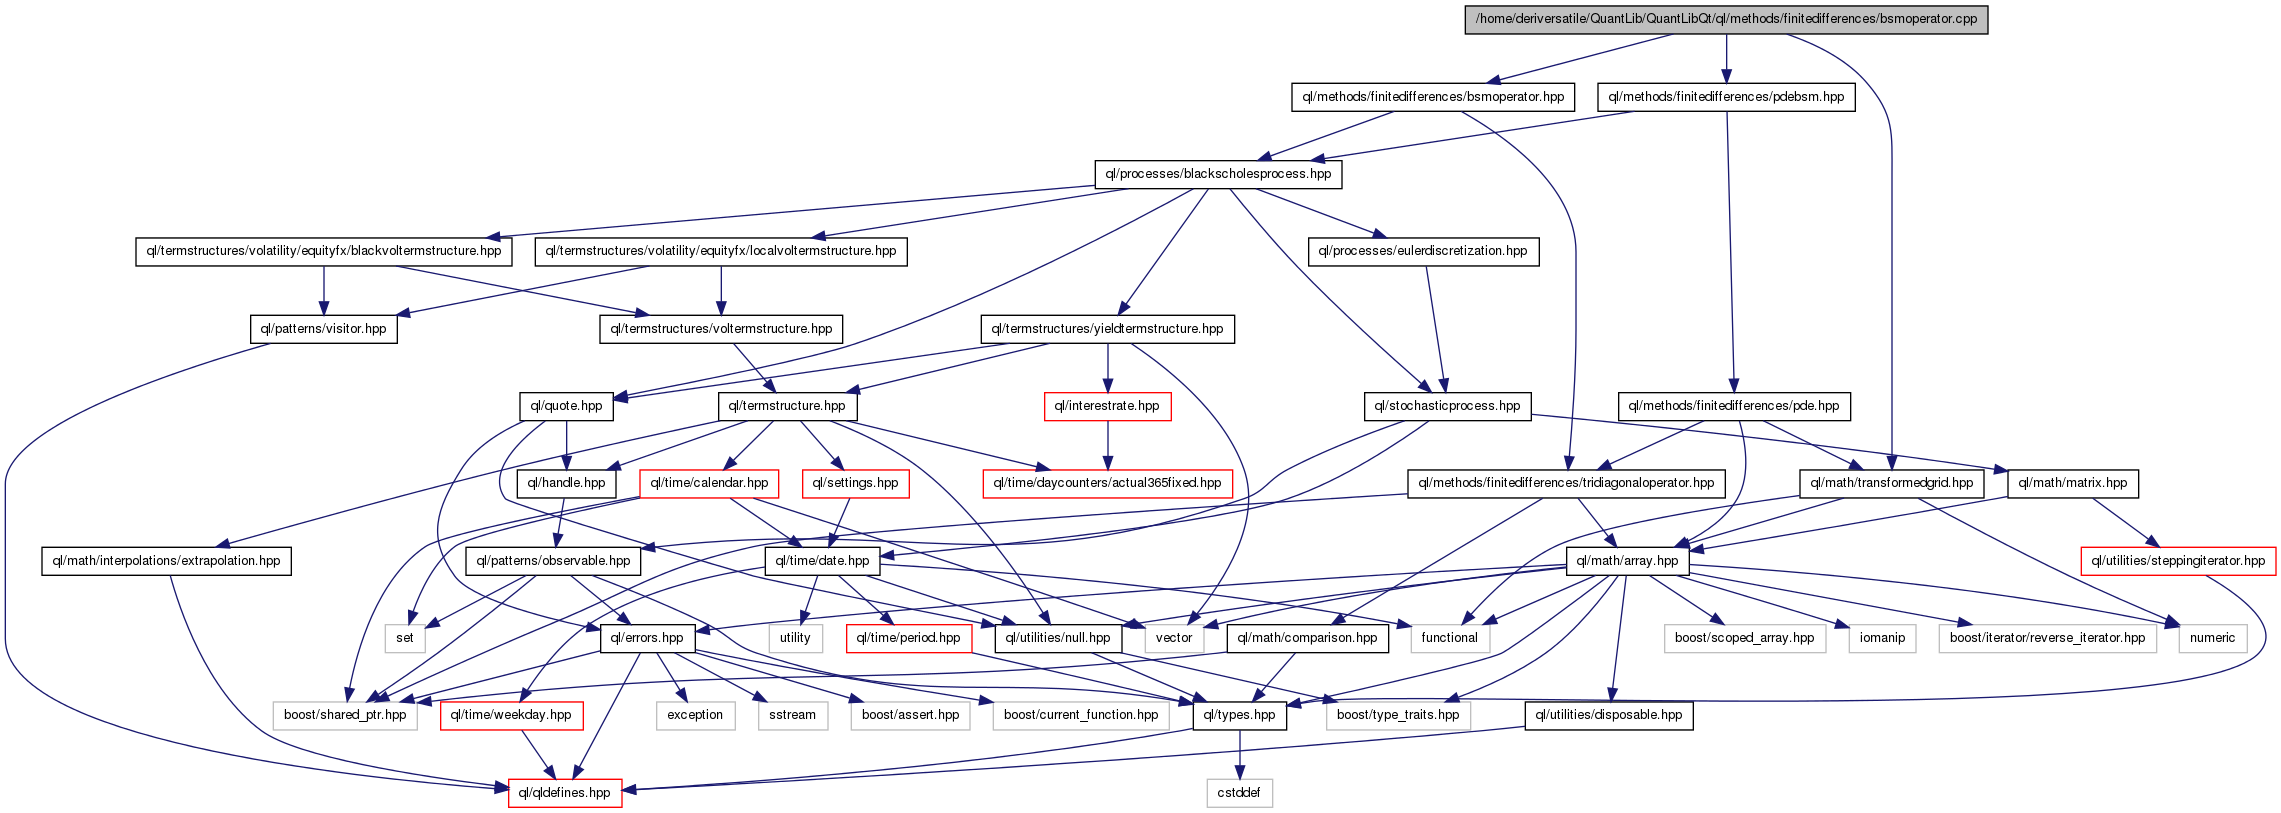 /home/deriversatile/QuantLib/QuantLibQt/ql/methods/finitedifferences/bsmoperator.cpp
ql/methods/finitedifferences/bsmoperator.hpp
ql/methods/finitedifferences/pdebsm.hpp
ql/processes/blackscholesprocess.hpp
ql/termstructures/volatility/equityfx/blackvoltermstructure.hpp
ql/termstructures/volatility/equityfx/localvoltermstructure.hpp
ql/processes/eulerdiscretization.hpp
ql/patterns/visitor.hpp
ql/termstructures/voltermstructure.hpp
ql/termstructures/yieldtermstructure.hpp
ql/quote.hpp
ql/termstructure.hpp
ql/interestrate.hpp
ql/stochasticprocess.hpp
ql/methods/finitedifferences/pde.hpp
ql/handle.hpp
ql/time/calendar.hpp
ql/settings.hpp
ql/time/daycounters/actual365fixed.hpp
ql/methods/finitedifferences/tridiagonaloperator.hpp
ql/math/transformedgrid.hpp
ql/math/matrix.hpp
ql/math/interpolations/extrapolation.hpp
ql/patterns/observable.hpp
ql/time/date.hpp
ql/math/array.hpp
ql/utilities/steppingiterator.hpp
set
ql/errors.hpp
utility
ql/time/period.hpp
ql/utilities/null.hpp
vector
ql/math/comparison.hpp
functional
boost/scoped_array.hpp
iomanip
boost/iterator/reverse_iterator.hpp
numeric
boost/shared_ptr.hpp
ql/time/weekday.hpp
exception
sstream
boost/assert.hpp
boost/current_function.hpp
ql/types.hpp
boost/type_traits.hpp
ql/utilities/disposable.hpp
ql/qldefines.hpp
cstddef